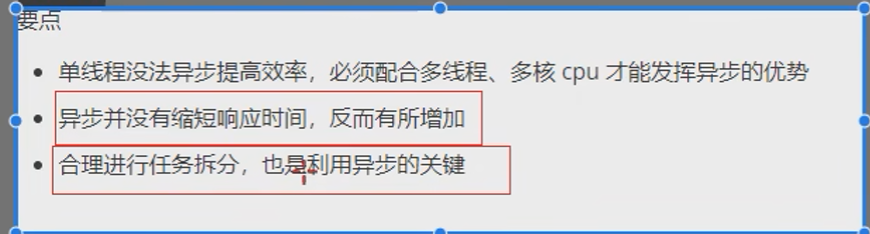 要点
单线程没法异步提高效率，必须配合多线程、多核 cpu 才能发挥异步的优势
异步并没有缩短响应时间，反而有所增加
合理进行任务拆分，也是利用异步的关键